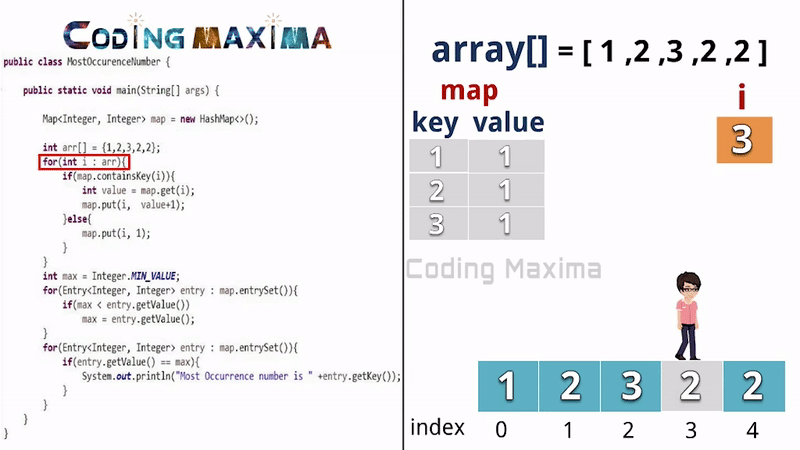 CODING MAXIMA
public class MostOccurenceNumber {
public static void main(String[] args) {
Map<Integer, Integer> map = new HashMap<>();
int arr[] = {1,2,3,2,2};
for(int i : arr){
if(map.containsKey(i)){
int value = map.get(i);
map.put(i, value+1);
}else{
map.put(i, 1);
}
}
int max = Integer.MIN_VALUE;
for(Entry<Integer, Integer> entry : map.entrySet()){
if(max < entry.getValue())
max = entry.getValue();
}
for(Entry<Integer, Integer> entry : map.entrySet()){
if(entry.getValue() == max){
System.out.println("Most Occurrence number is " +entry.getKey());
}
}
}
}
array[] = [ 1 ,2 ,3 ,2 ,2 ]
map
i
key value
3
1 1
2 1
3 1
Coding Maxima
1 2 3 2 2
index 0 1 2 3 4